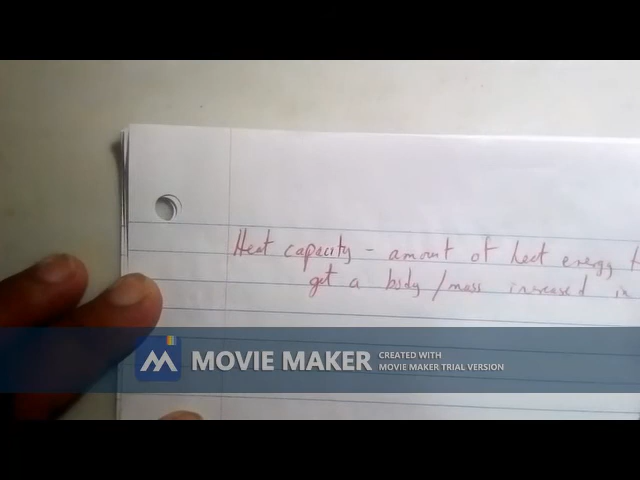 Heat capacity - amount of heat energy
get a body/mass increased in
MOVIE MAKER
CREATED WITH
MOVIE MAKER TRIAL VERSION